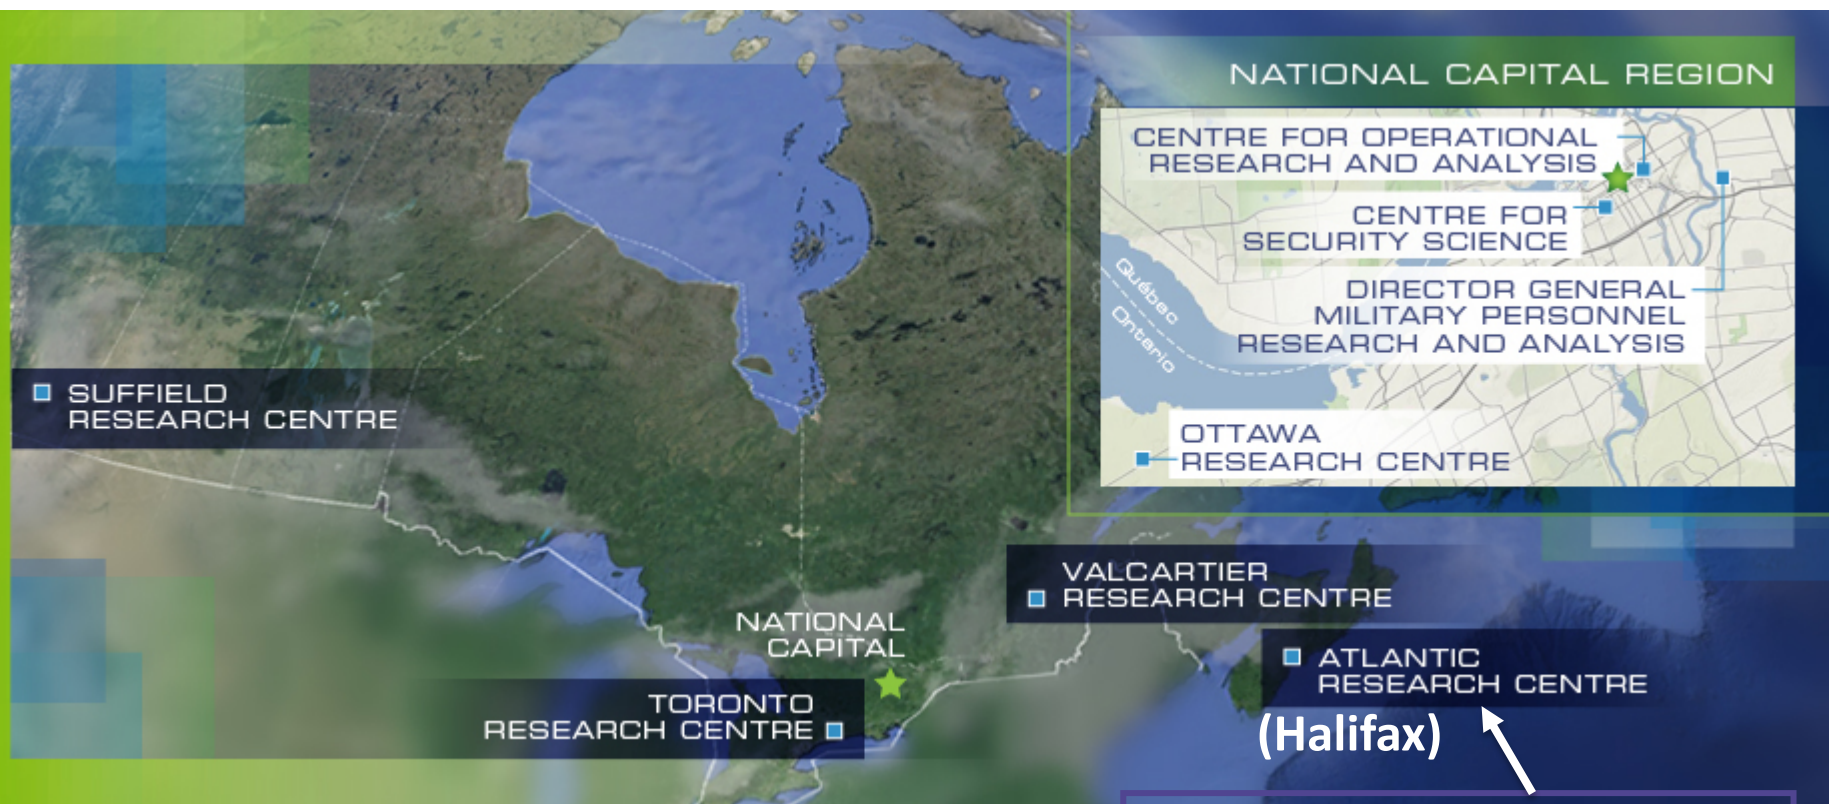 NATIONAL CAPITAL REGION
CENTRE FOR OPERATIONAL
RESEARCH AND ANALYSIS
CENTRE FOR
SECURITY SCIENCE
DIRECTOR GENERAL
MILITARY PERSONNEL
RESEARCH AND ANALYSIS
Québec
Ontario
OTTAWA
RESEARCH CENTRE
SUFFIELD
RESEARCH CENTRE
VALCARTIER
RESEARCH CENTRE
NATIONAL
CAPITAL
ATLANTIC
RESEARCH CENTRE
(Halifax)
TORONTO
RESEARCH CENTRE